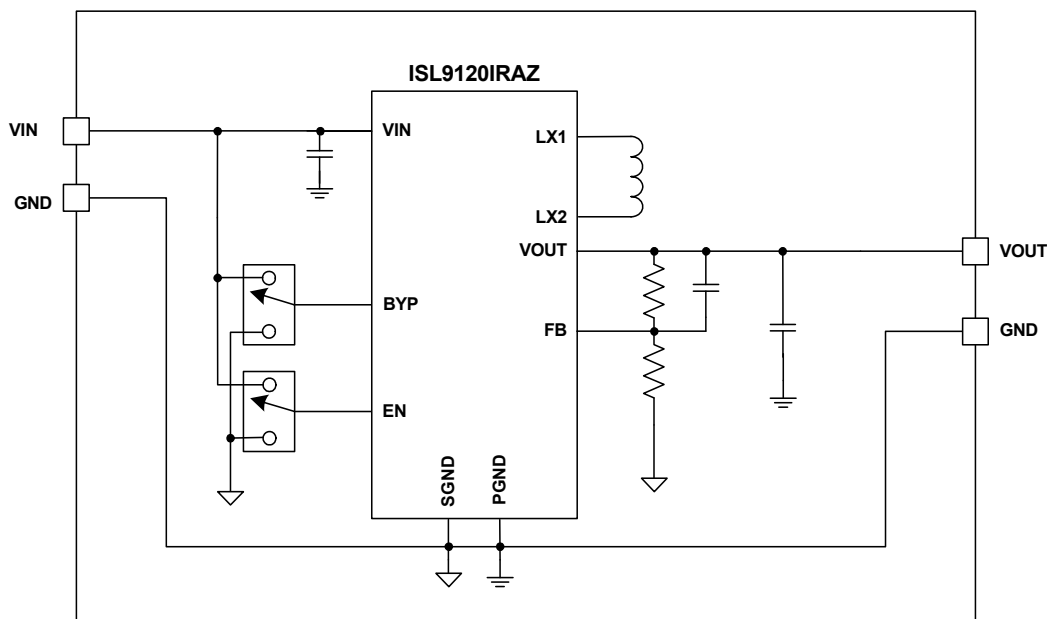 ISL9120IRAZ
VIN
VIN
LX1
GND
LX2
VOUT
VOUT
BYP
FB
GND
EN
SGND
PGND